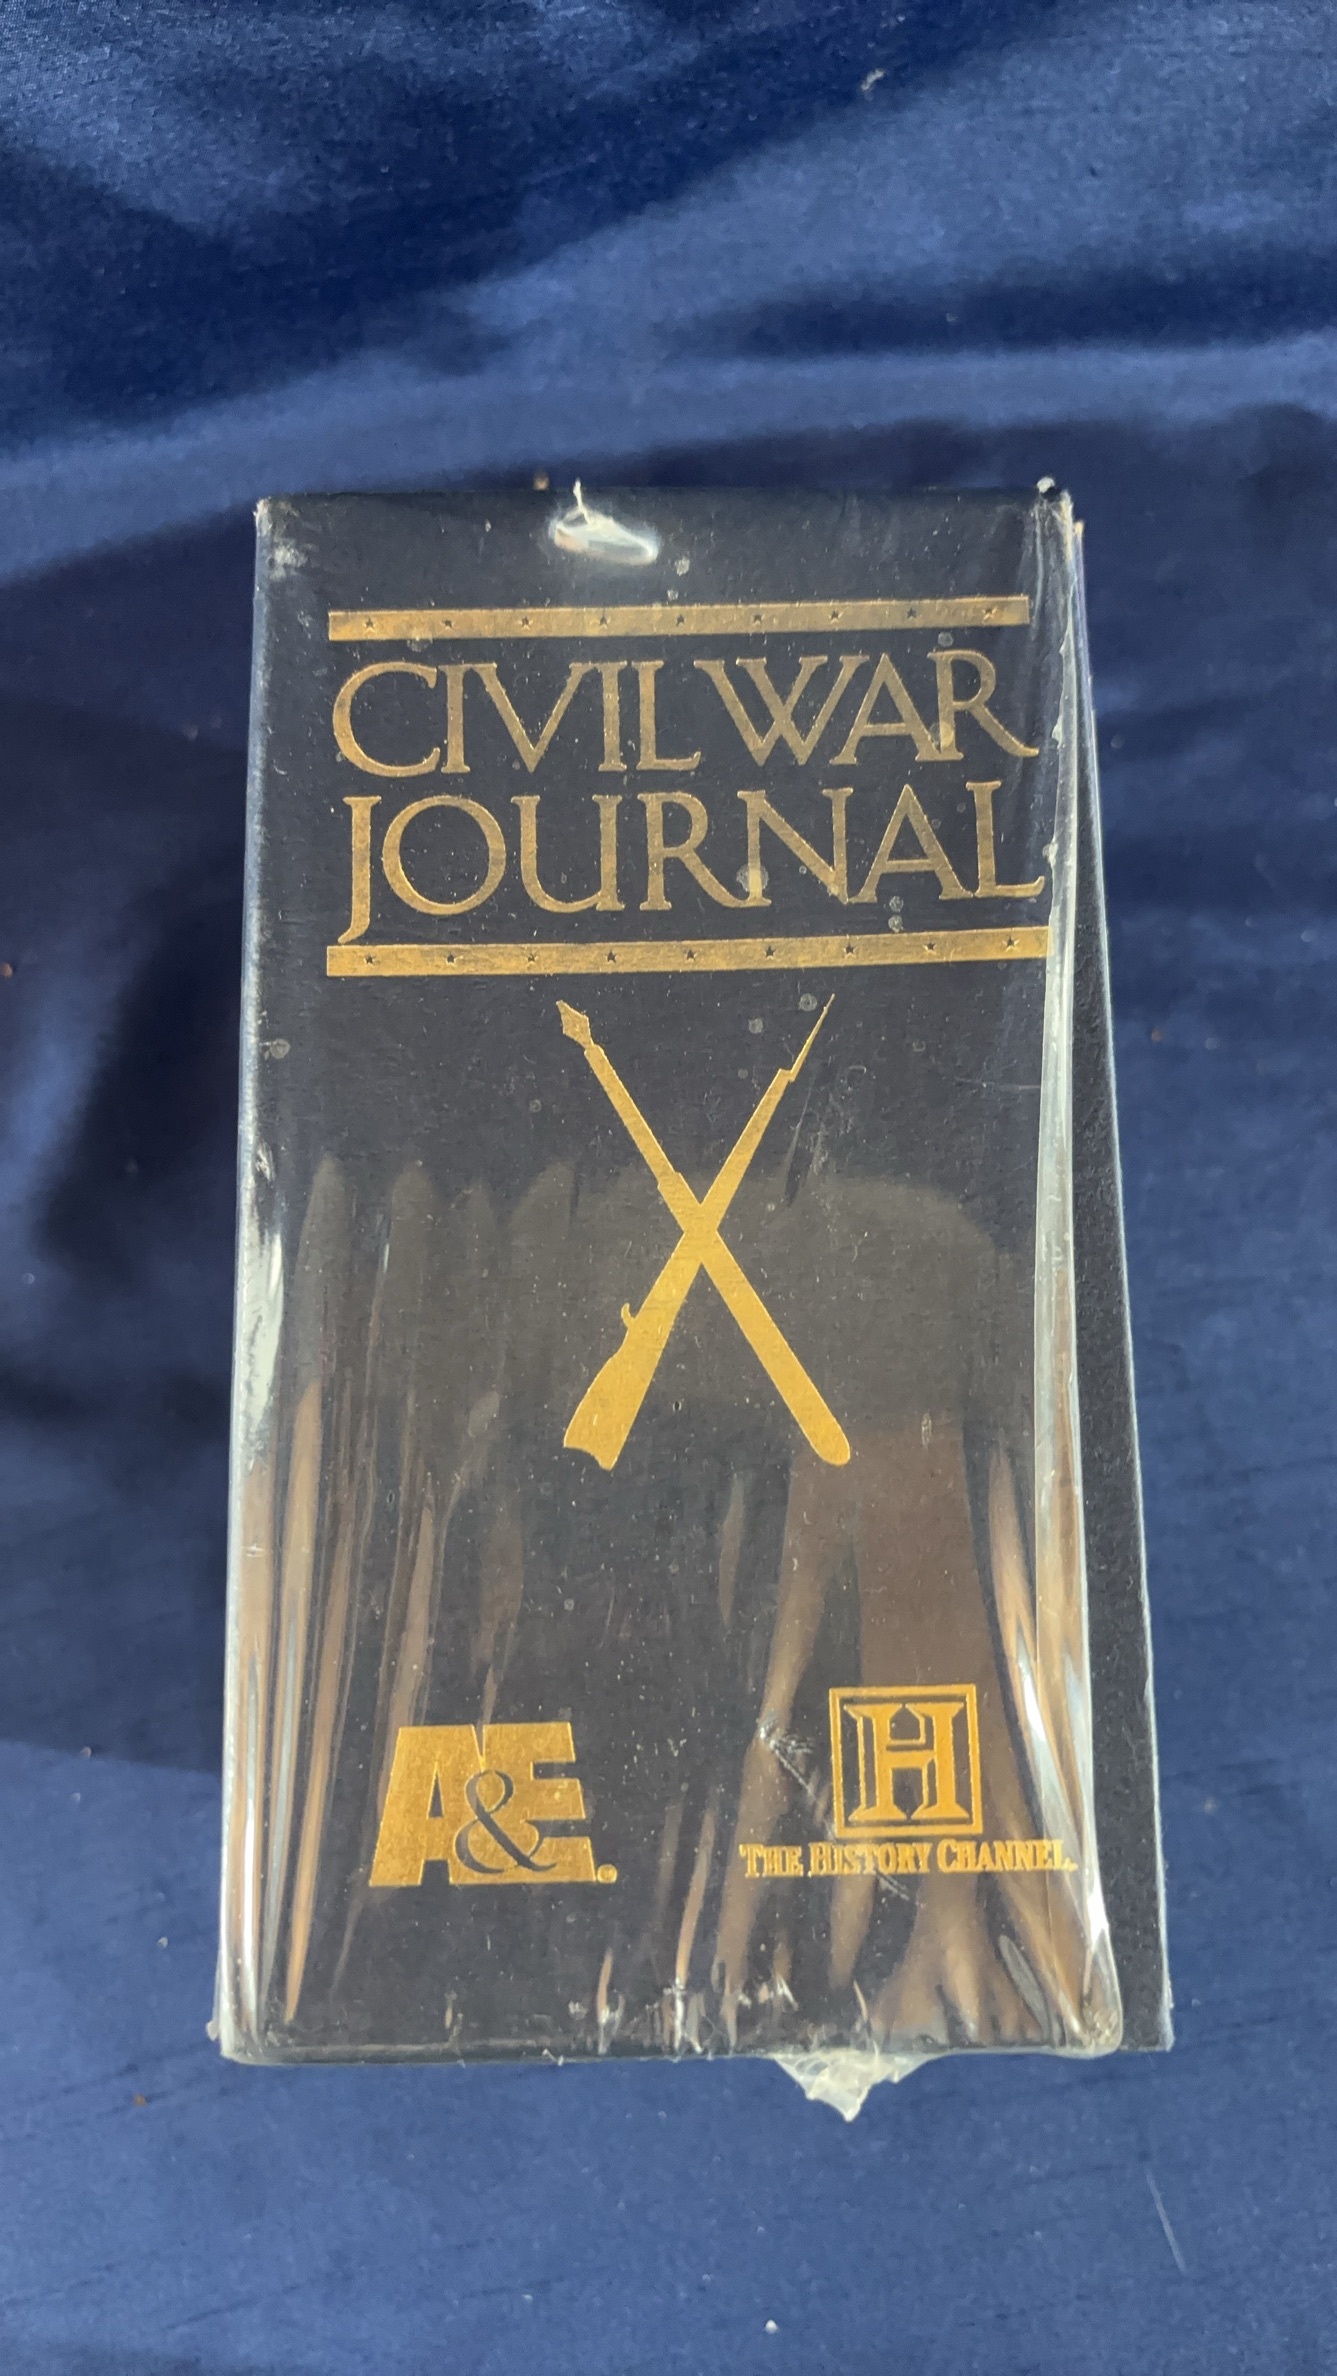 CIVIL WAR
JOURNAL
A&E.
H
THE HISTORY CHANNEL.